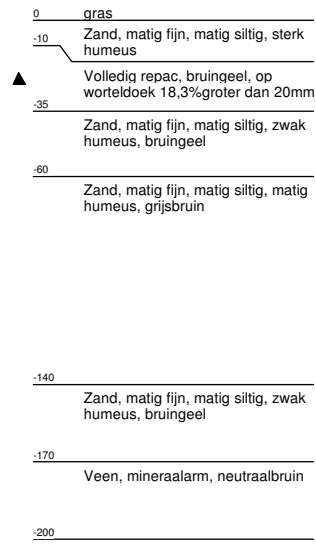 0 gras
-10 Zand, matig fijn, matig siltig, sterk
humeus
Volledig repac, bruingeel, op
worteldoek 18,3%groter dan 20mm
-35
Zand, matig fijn, matig siltig, zwak
humeus, bruingeel
-60
Zand, matig fijn, matig siltig, matig
humeus, grijsbruin
-140
Zand, matig fijn, matig siltig, zwak
humeus, bruingeel
-170
Veen, mineraalarm, neutraalbruin
-200